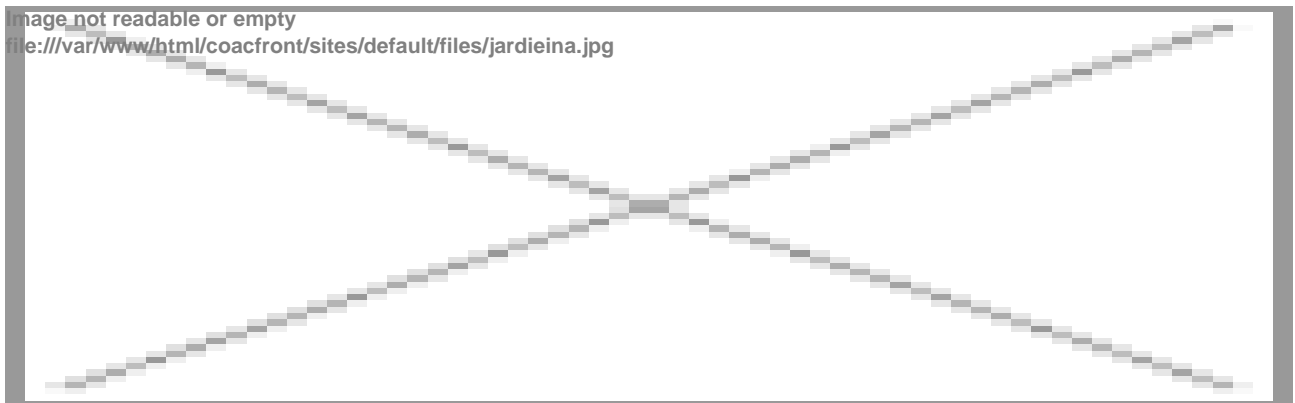 Image not readable or empty
file:///var/www/html/coacfront/sites/default/files/jardieina.jpg